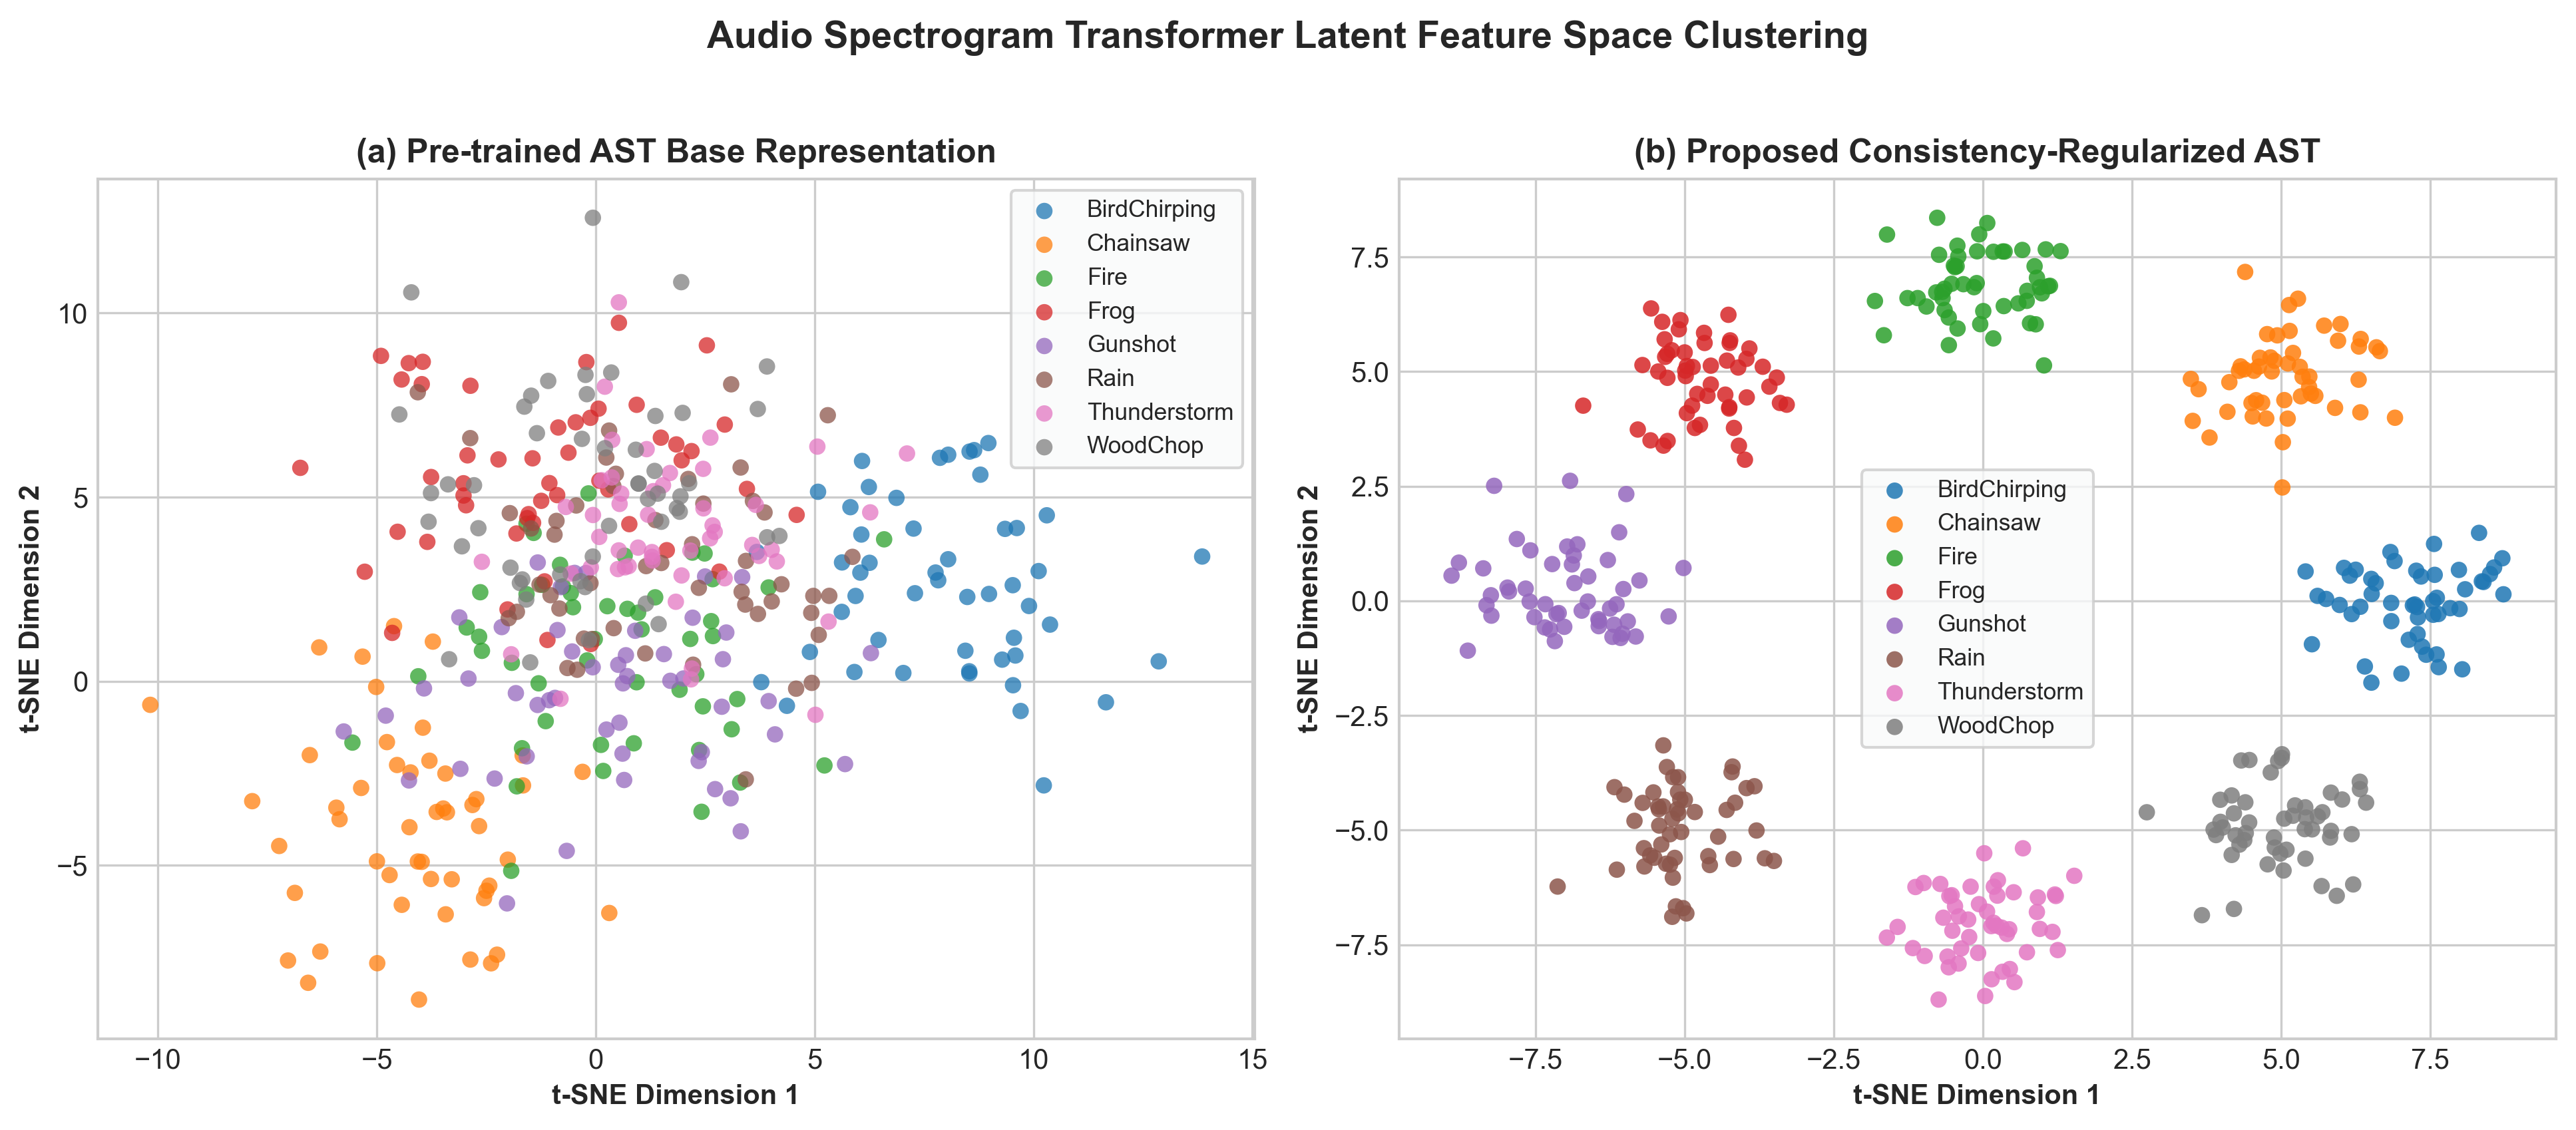 Audio Spectrogram Transformer Latent Feature Space Clustering
(a) Pre-trained AST Base Representation
BirdChirping
Chainsaw
Fire
Frog
Gunshot
Rain
Thunderstorm
WoodChop
10
5
0
−5
t-SNE Dimension 2
−10
−5
0
5
10
15
t-SNE Dimension 1
(b) Proposed Consistency-Regularized AST
7.5
5.0
2.5
0.0
−2.5
−5.0
−7.5
t-SNE Dimension 2
BirdChirping
Chainsaw
Fire
Frog
Gunshot
Rain
Thunderstorm
WoodChop
−7.5
−5.0
−2.5
0.0
2.5
5.0
7.5
t-SNE Dimension 1